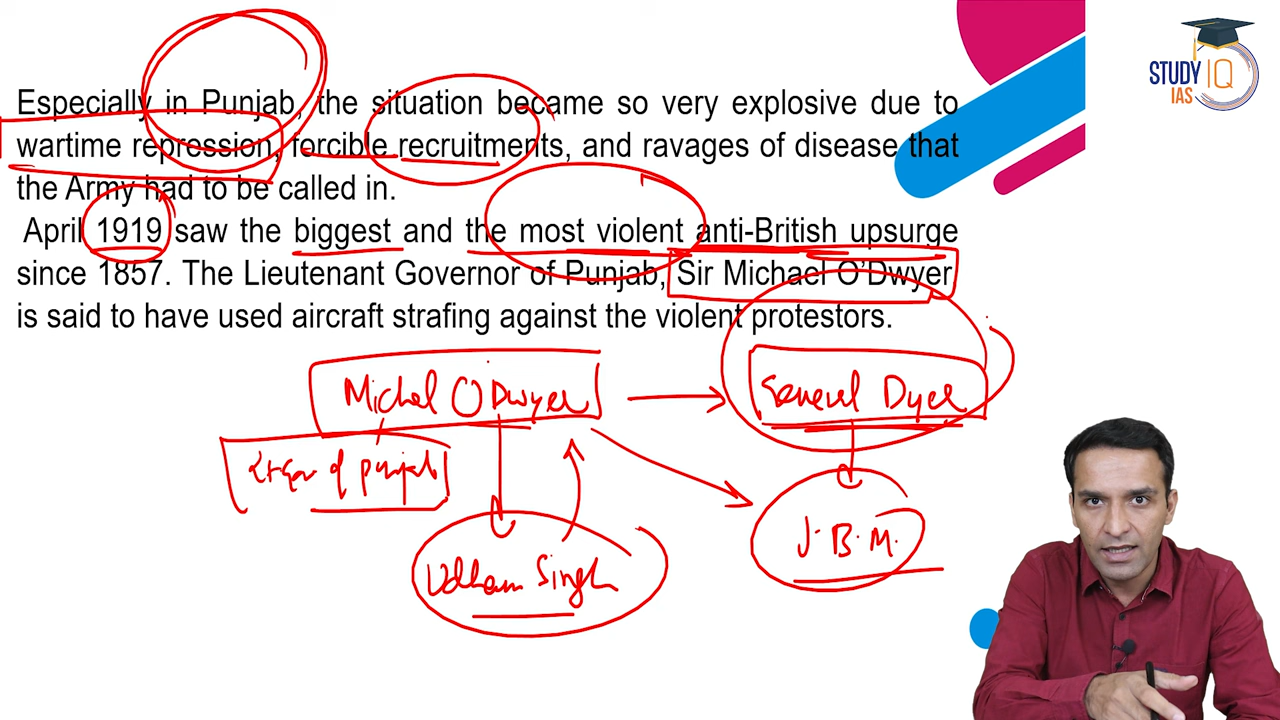 STUDY IQ
IAS
Especially in Punjab, the situation became so very explosive due to
wartime repression, forcible recruitments, and ravages of disease that
the Army had to be called in.
April 1919 saw the biggest and the most violent anti-British upsurge
since 1857. The Lieutenant Governor of Punjab, Sir Michael O'Dwyer
is said to have used aircraft strafing against the violent protestors.
Michel O'Dwyer
General Dyer
of Punjab
J.B.M.
Udham Singh